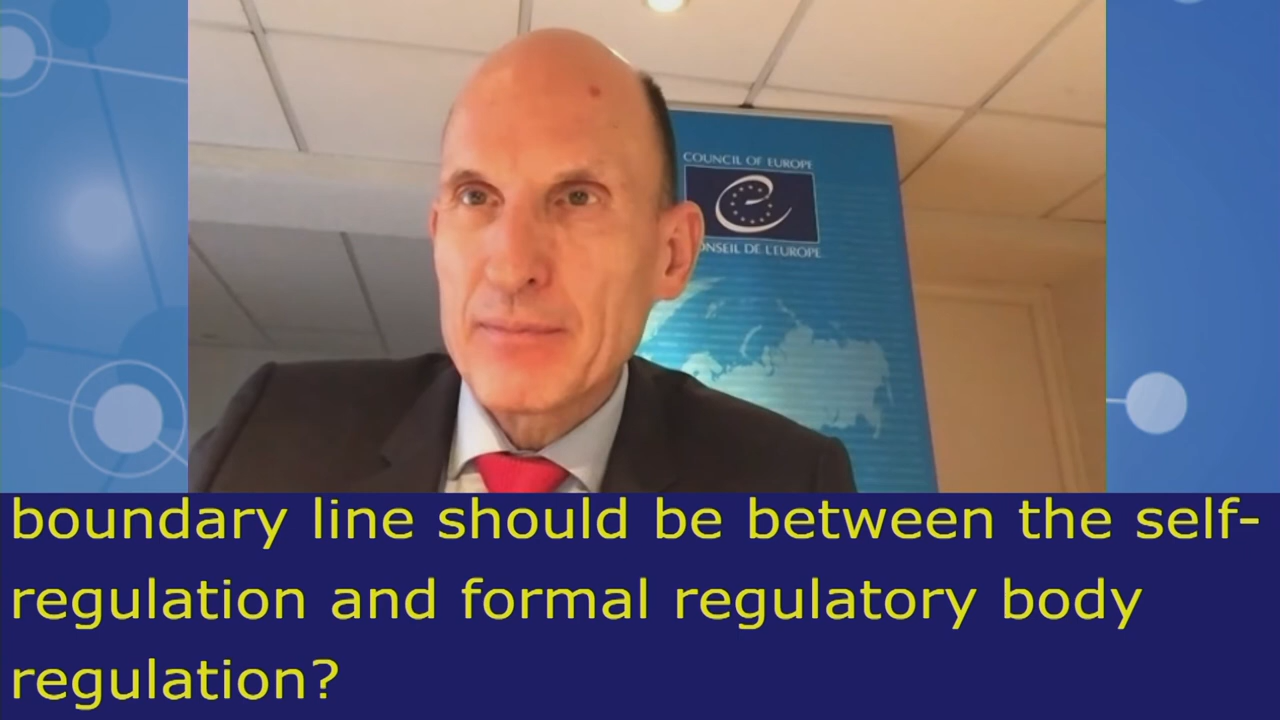 COUNCIL OF EUROPE
ONSEIL DE L'EUROPE
boundary line should be between the self-
regulation and formal regulatory body
regulation?